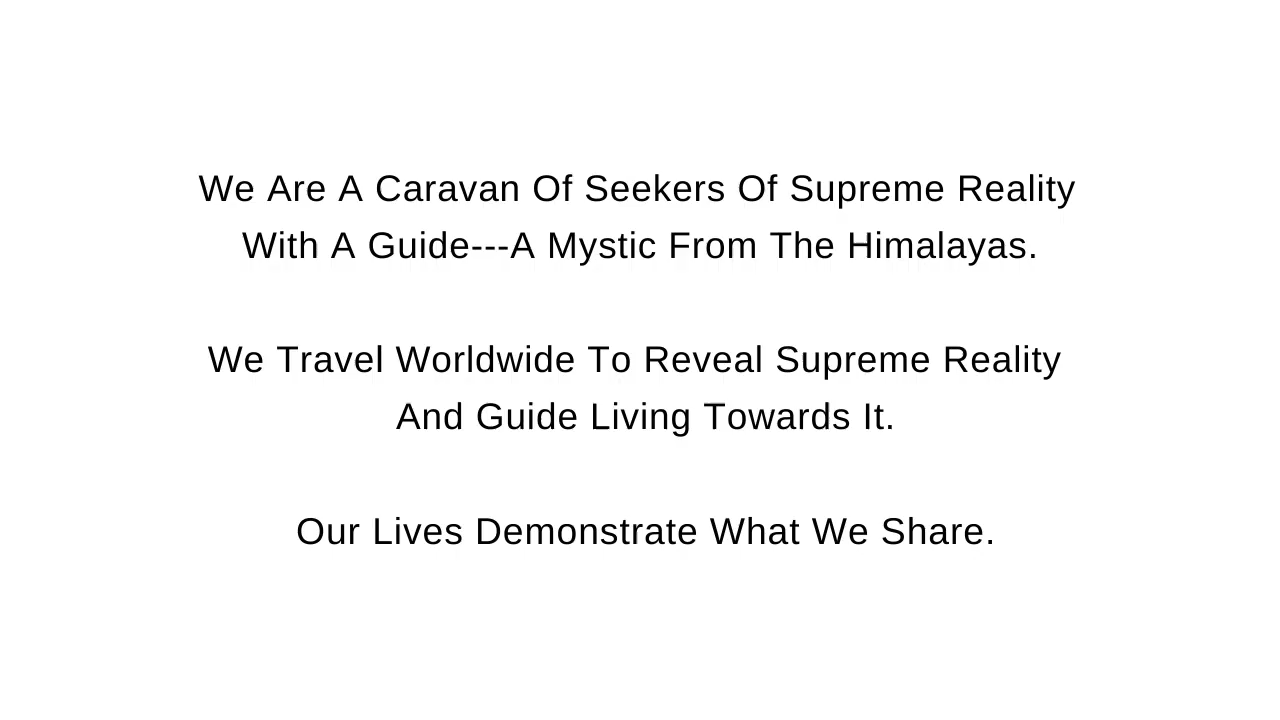 We Are A Caravan Of Seekers Of Supreme Reality
With A Guide---A Mystic From The Himalayas.
We Travel Worldwide To Reveal Supreme Reality
And Guide Living Towards It.
Our Lives Demonstrate What We Share.